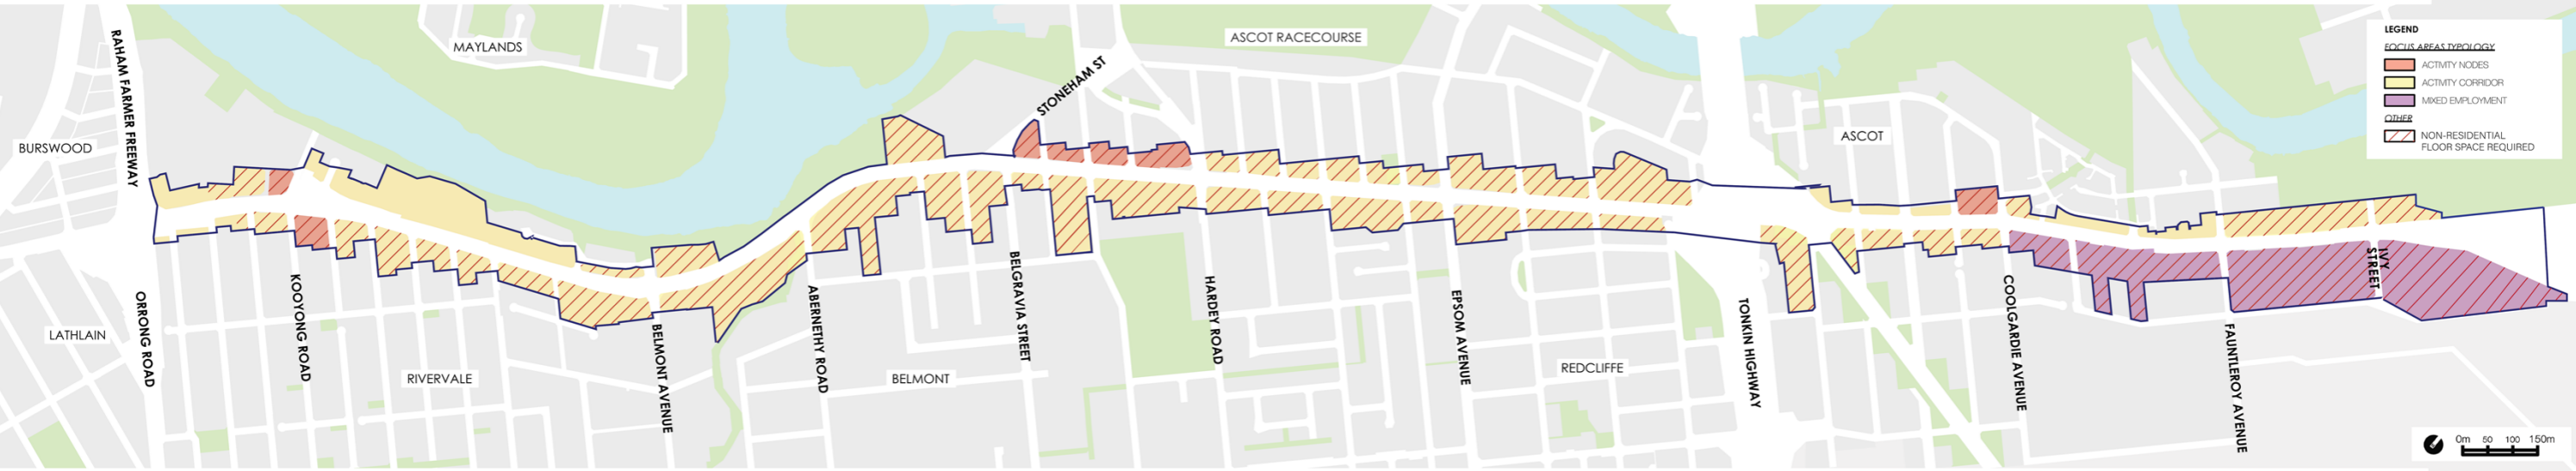 RAHAM FARMER FREEWAY
MAYLANDS
BURSWOOD
STONEHAM ST
ASCOT RACECOURSE
ASCOT
LEGEND
FOCUS AREAS TYPOLOGY
ACTIVITY NODES
ACTIVITY CORRIDOR
MIXED EMPLOYMENT
OTHER
NON-RESIDENTIAL
FLOOR SPACE REQUIRED
LATHLAIN
ORRONG ROAD
KOOYONG ROAD
RIVERVALE
BELMONT AVENUE
ABERNETHY ROAD
BELMONT
BELGRAVIA STREET
HARDEY ROAD
EPSOM AVENUE
REDCLIFFE
TONKIN HIGHWAY
COOLGARDIE AVENUE
FAUNTLEROY AVENUE
IVY
STREET
0m 50 100 150m